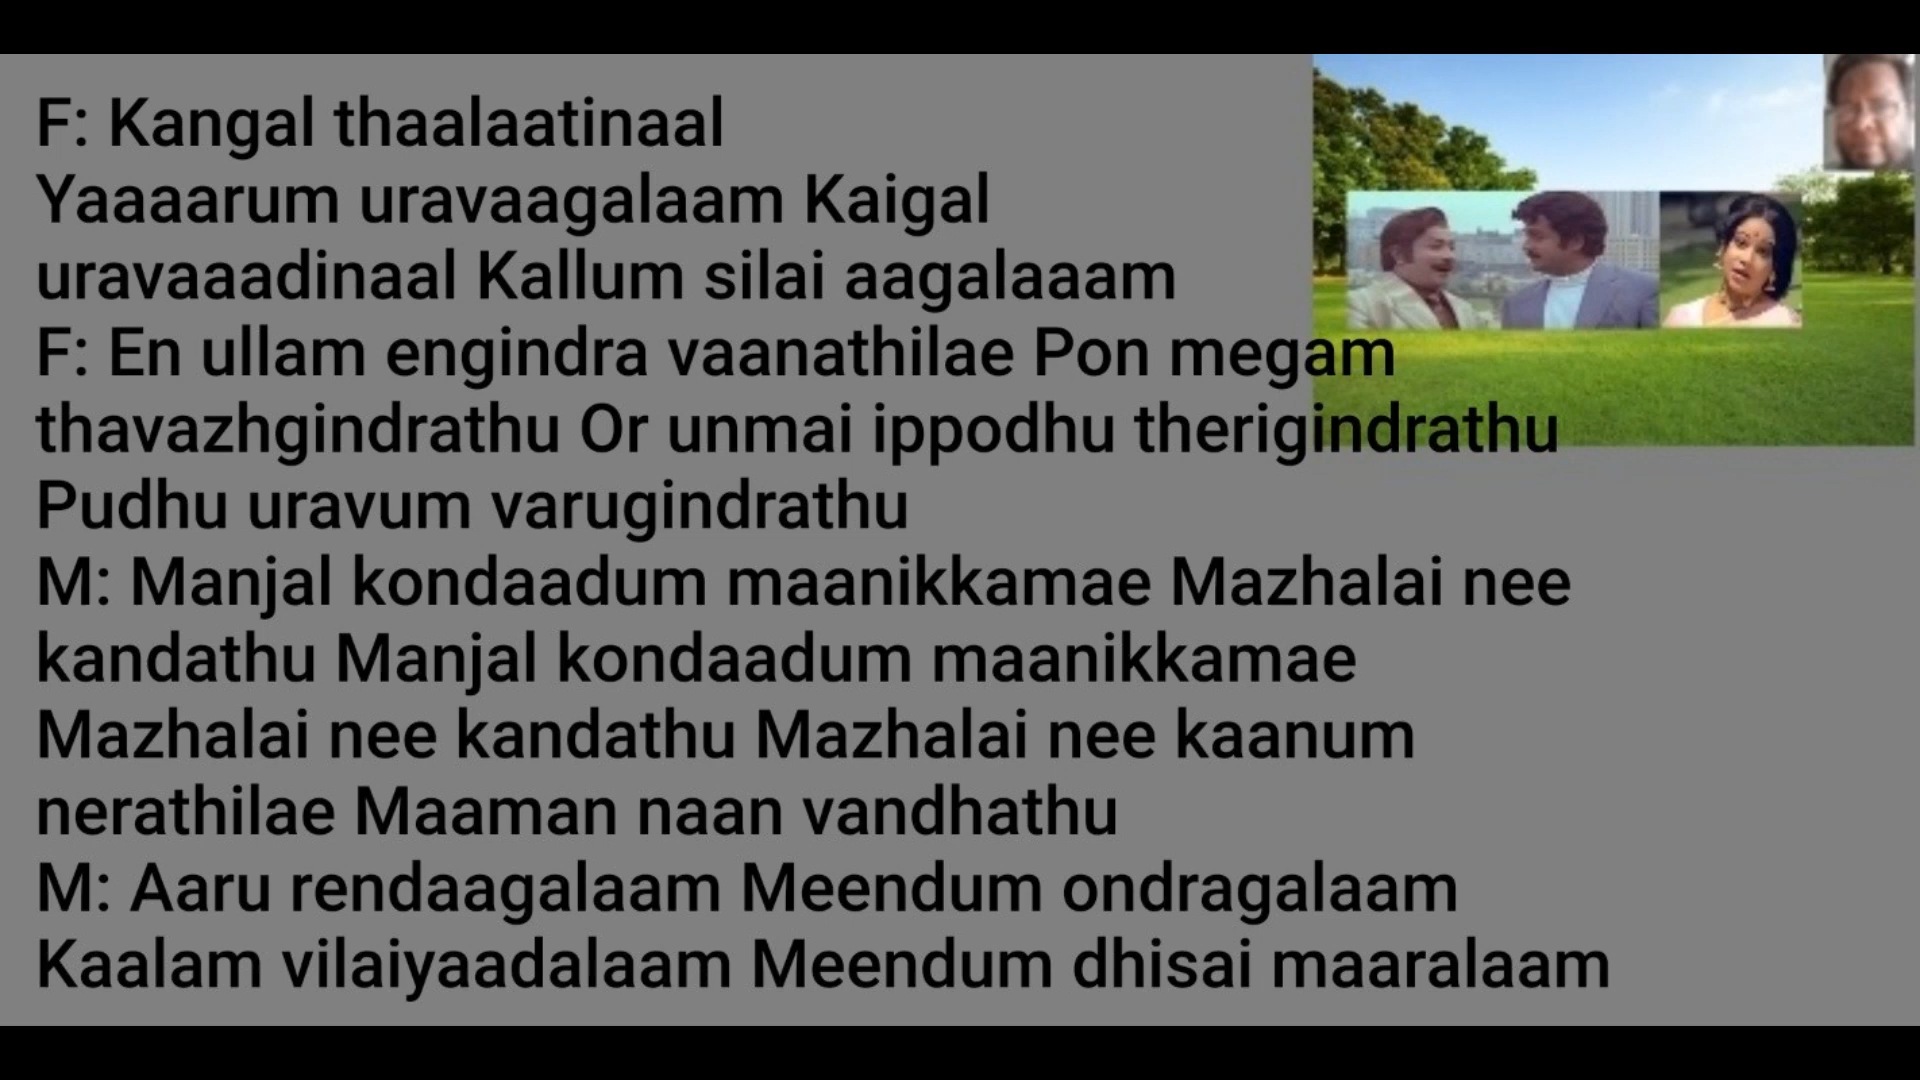 F: Kangal thaalaatinaal
Yaaaarum uravaagalaam Kaigal
uravaaadinaal Kallum silai aagalaaam
F: En ullam engindra vaanathilae Pon megam
thavazhgindrathu Or unmai ippodhu therigindrathu
Pudhu uravum varugindrathu
M: Manjal kondaadum maanikkamae Mazhalai nee
kandathu Manjal kondaadum maanikkamae
Mazhalai nee kandathu Mazhalai nee kaanum
nerathilae Maaman naan vandhathu
M: Aaru rendaagalaam Meendum ondragalaam
Kaalam vilaiyaadalaam Meendum dhisai maaralaam